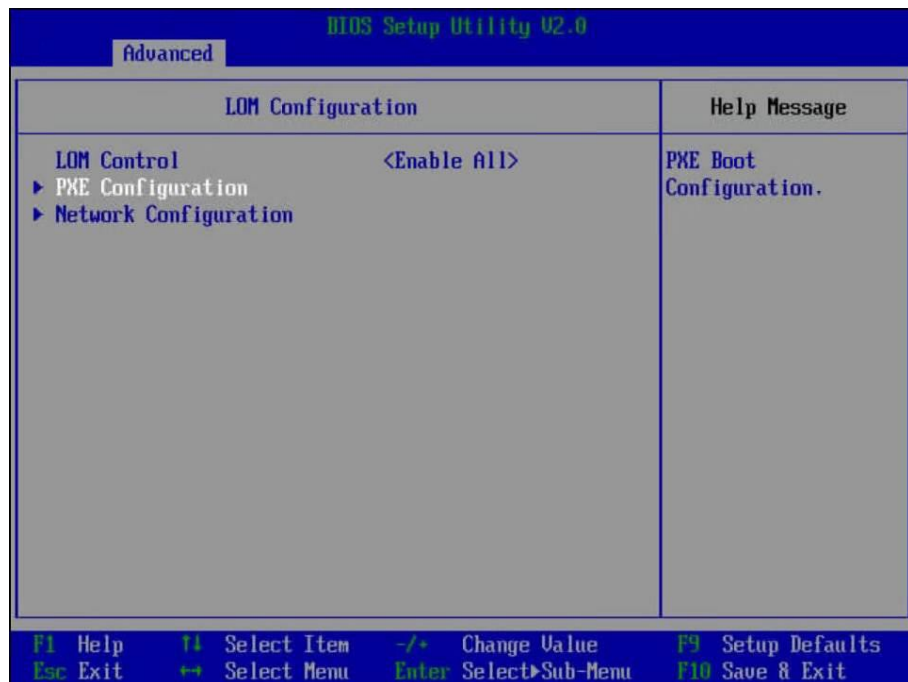 BIOS Setup Utility V2.0
Advanced
LOM Configuration
Help Message
LOM Control <Enable All>
▶ PXE Configuration
▶ Network Configuration
PXE Boot
Configuration.
F1 Help ↑↓ Select Item -/+ Change Value F9 Setup Defaults
Esc Exit ↔ Select Menu Enter Select▶Sub-Menu F10 Save & Exit